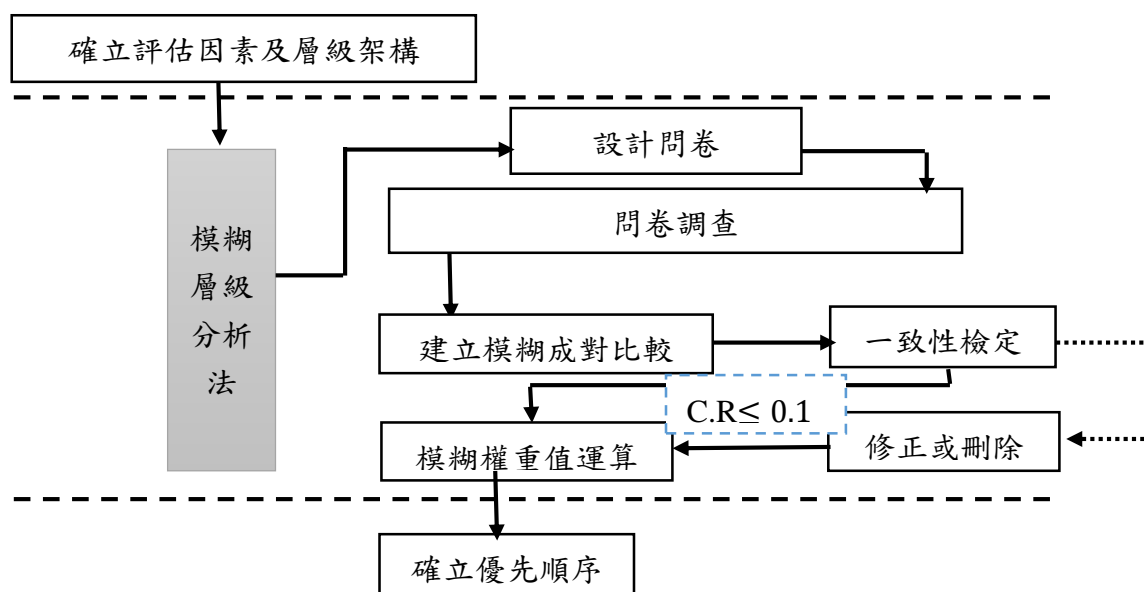 確立評估因素及層級架構
設計問卷
問卷調查
模糊
層級
分析
法
建立模糊成對比較
一致性檢定
C.R≤ 0.1
模糊權重值運算
修正或刪除
確立優先順序